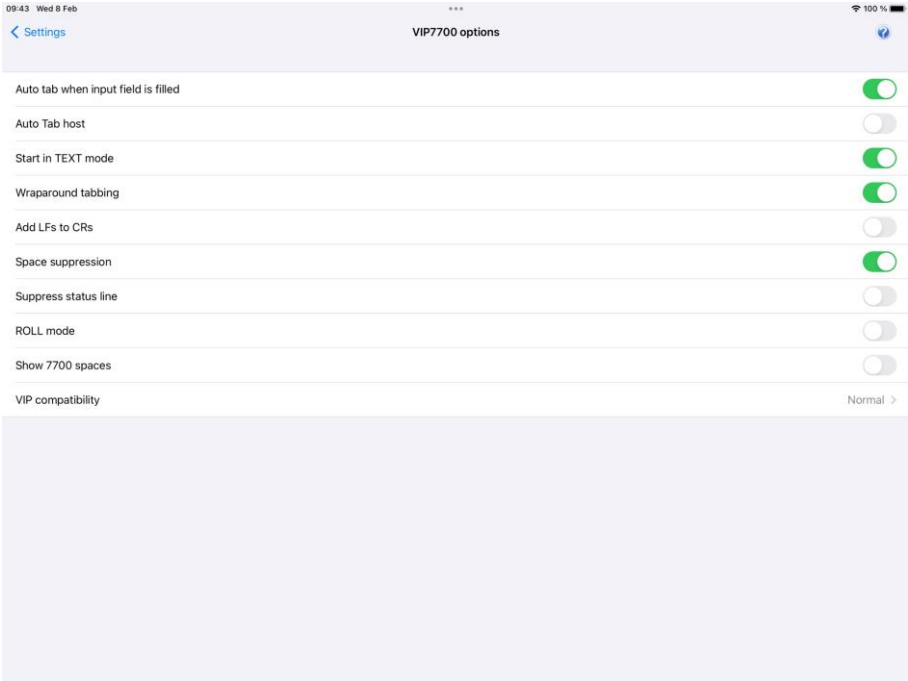 09:43 Wed 8 Feb
100 %
Settings
VIP7700 options
?
Auto tab when input field is filled
Auto Tab host
Start in TEXT mode
Wraparound tabbing
Add LFs to CRs
Space suppression
Suppress status line
ROLL mode
Show 7700 spaces
VIP compatibility Normal